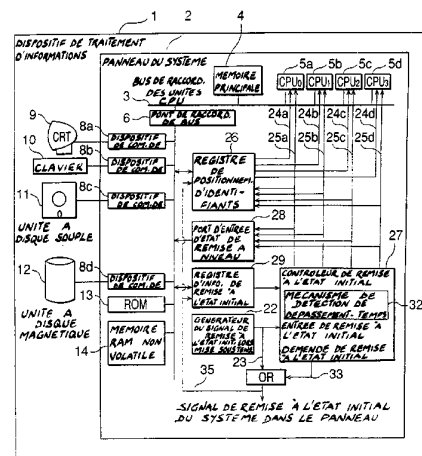 1
2
DISPOSITIF DE TRAITEMENT
D'INFORMATIONS
PANNEAU DU SYSTEME
4
MEMOIRE
PRINCIPALE
5a 5b 5c 5d
CPU0 CPU1 CPU2 CPU3
BUS DE RACCORD.
DES UNITES
CPU
3
6
PONT DE RACCORD
DE BUS
24a 24b 24c 24d
25a 25b 25c 25d
9
CRT
8a
DISPOSITIF
DE COM.DE
10
CLAVIER
8b
DISPOSITIF
DE COM.DE
11
8c
DISPOSITIF
DE COM.DE
UNITE A
DISQUE SOUPLE
26
REGISTRE
DE
POSITIONNEM.
D'IDENTI-
FIANTS
28
PORT D'ENTREE
D'ETAT DE
REMISE A
NIVEAU
12
8d
DISPOSITIF
DE COM.DE
UNITE A
DISQUE
MAGNETIQUE
13
ROM
14
MEMOIRE
RAM NON
VOLATILE
29
REGISTRE
D'INFO. DE
REMISE A
L'ETAT INITIAL
22
GENERATEUR
DU SIGNAL DE
REMISE A
L'ETAT INIT. LORS
MISE SOUS TENS.
27
CONTROLEUR DE REMISE
A L'ETAT INITIAL
MECANISME DE
DETECTION DE
DEPASSEMENT-TEMPS
32
ENTREE DE REMISE A
L'ETAT INITIAL
DEMANDE DE REMISE
A L'ETAT INITIAL
35
23
OR
33
SIGNAL DE REMISE A L'ETAT INITIAL
DU SYSTEME DANS LE PANNEAU